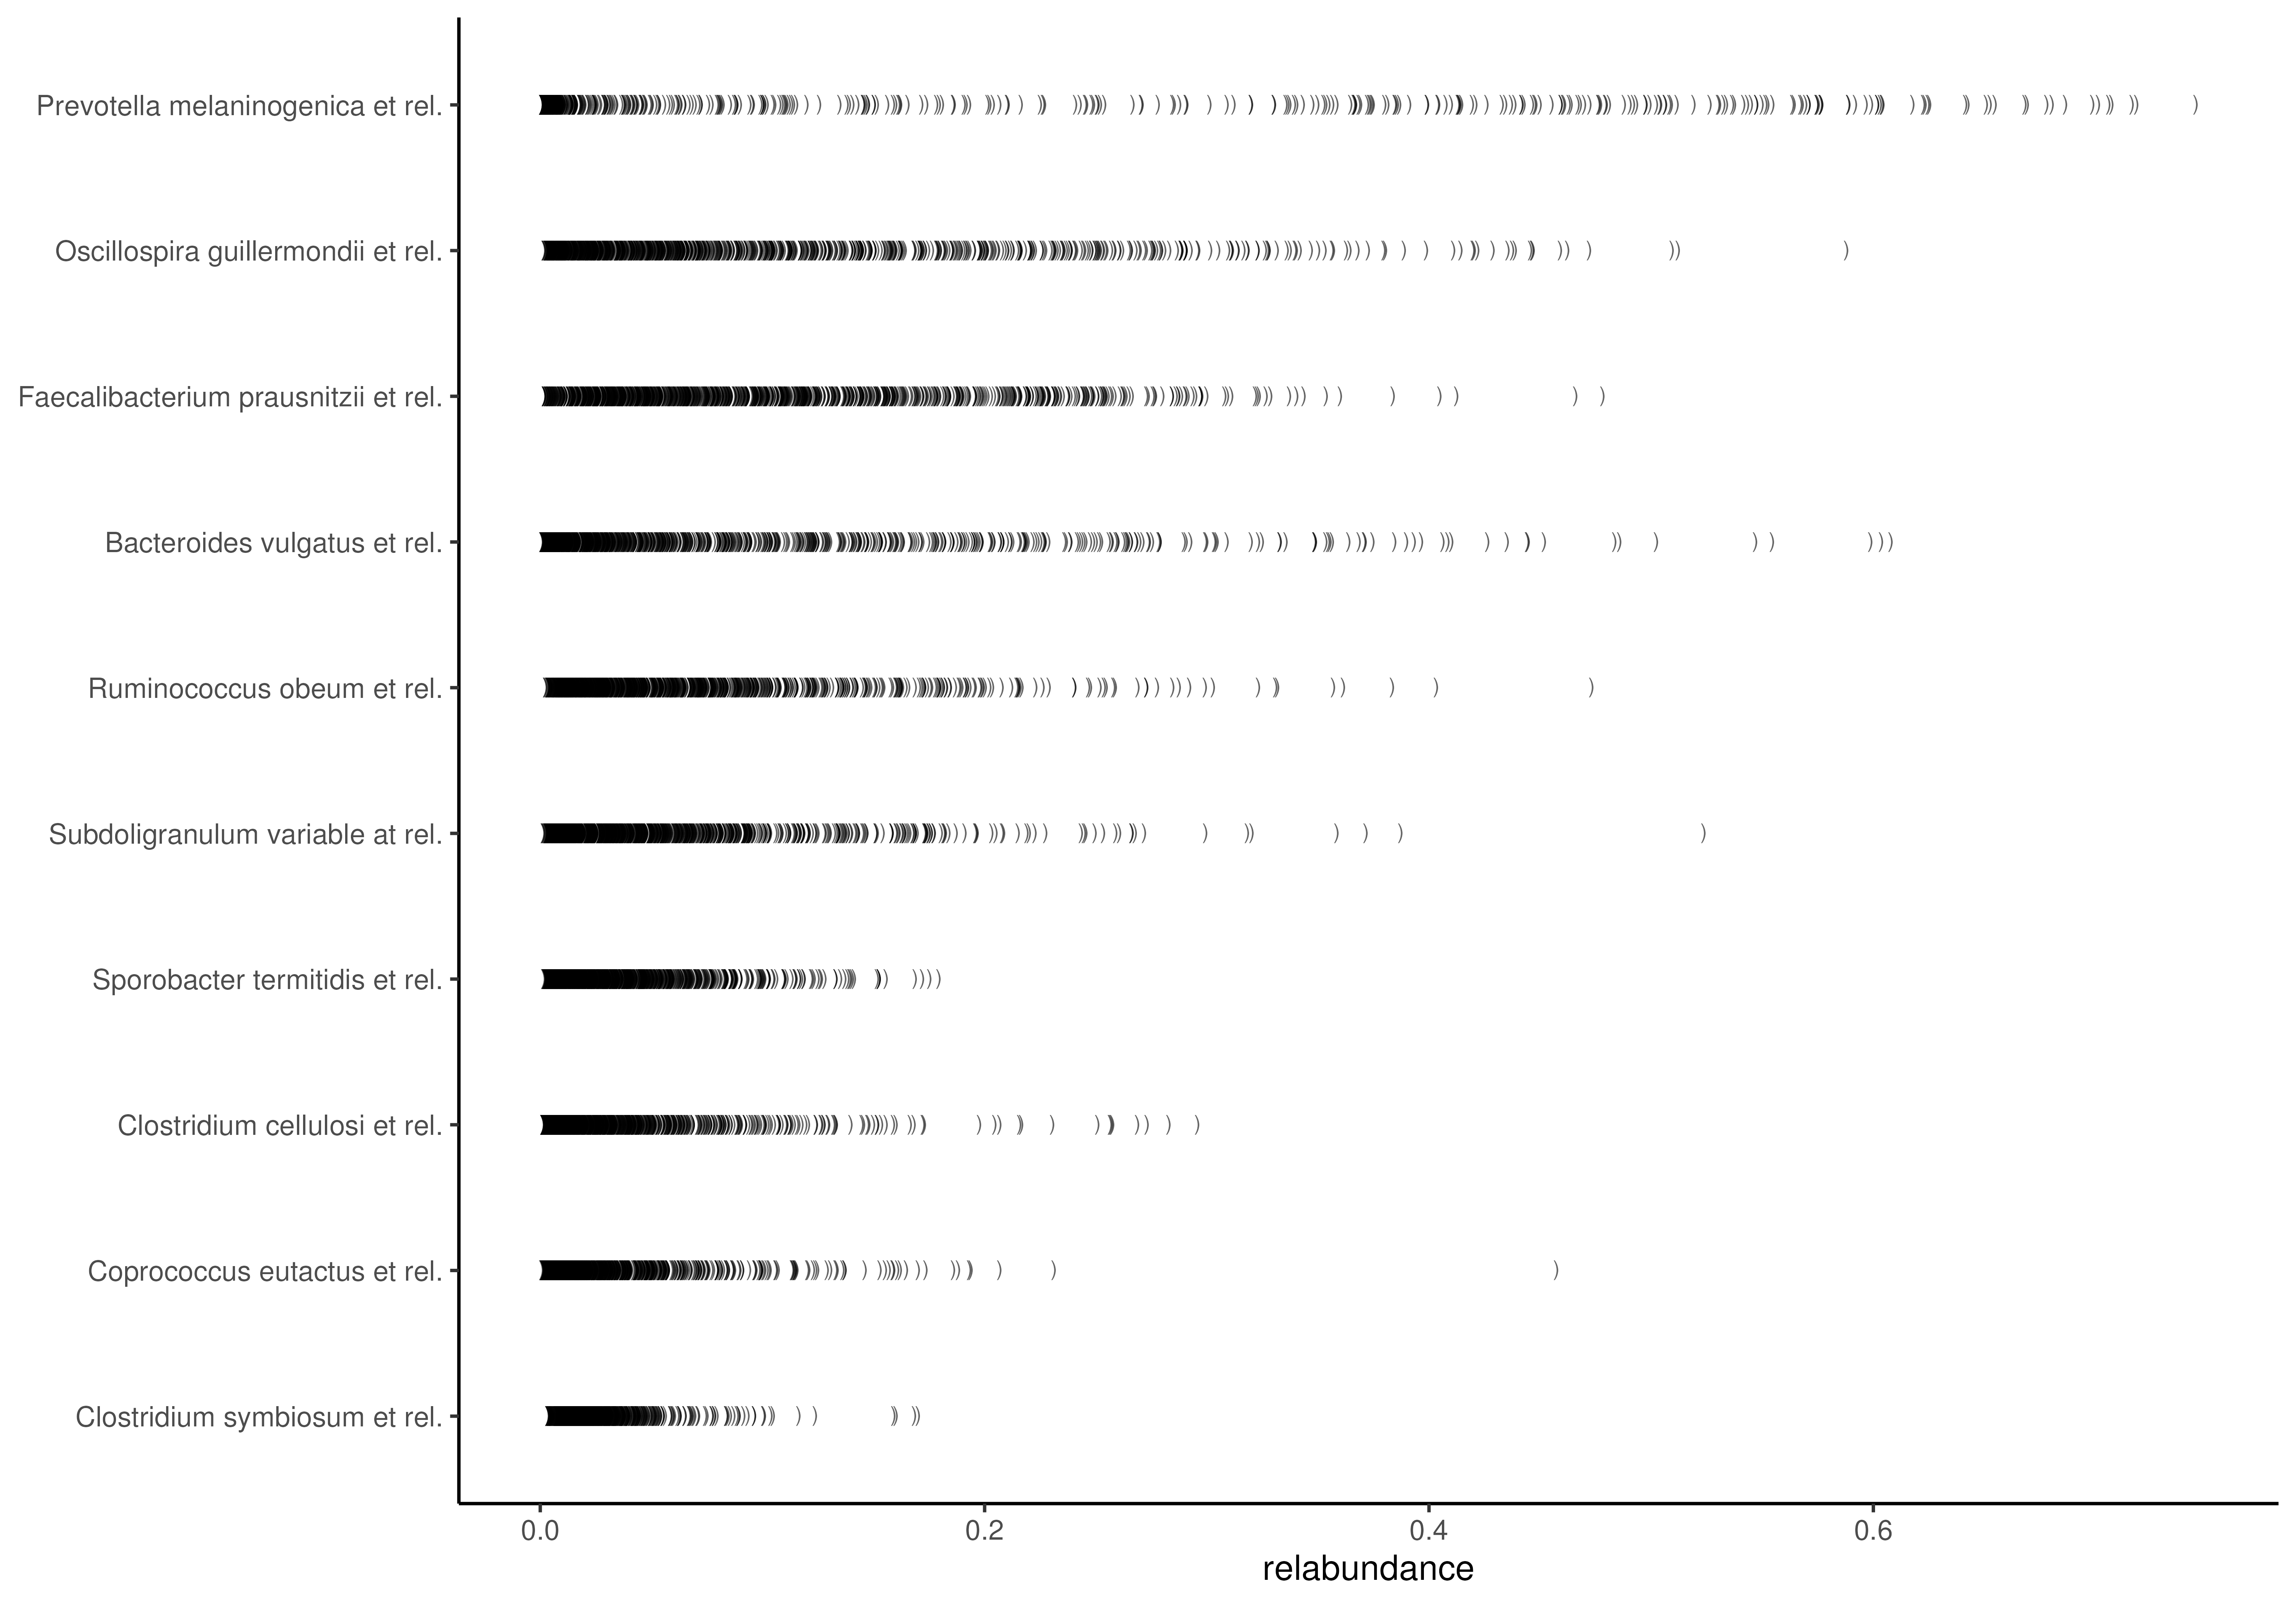 Prevotella melaninogenica et rel.
Oscillospira guillermondii et rel.
Faecalibacterium prausnitzii et rel.
Bacteroides vulgatus et rel.
Ruminococcus obeum et rel.
Subdoligranulum variable at rel.
Sporobacter termitidis et rel.
Clostridium cellulosi et rel.
Coprococcus eutactus et rel.
Clostridium symbiosum et rel.
0.0 0.2 0.4 0.6
relabundance